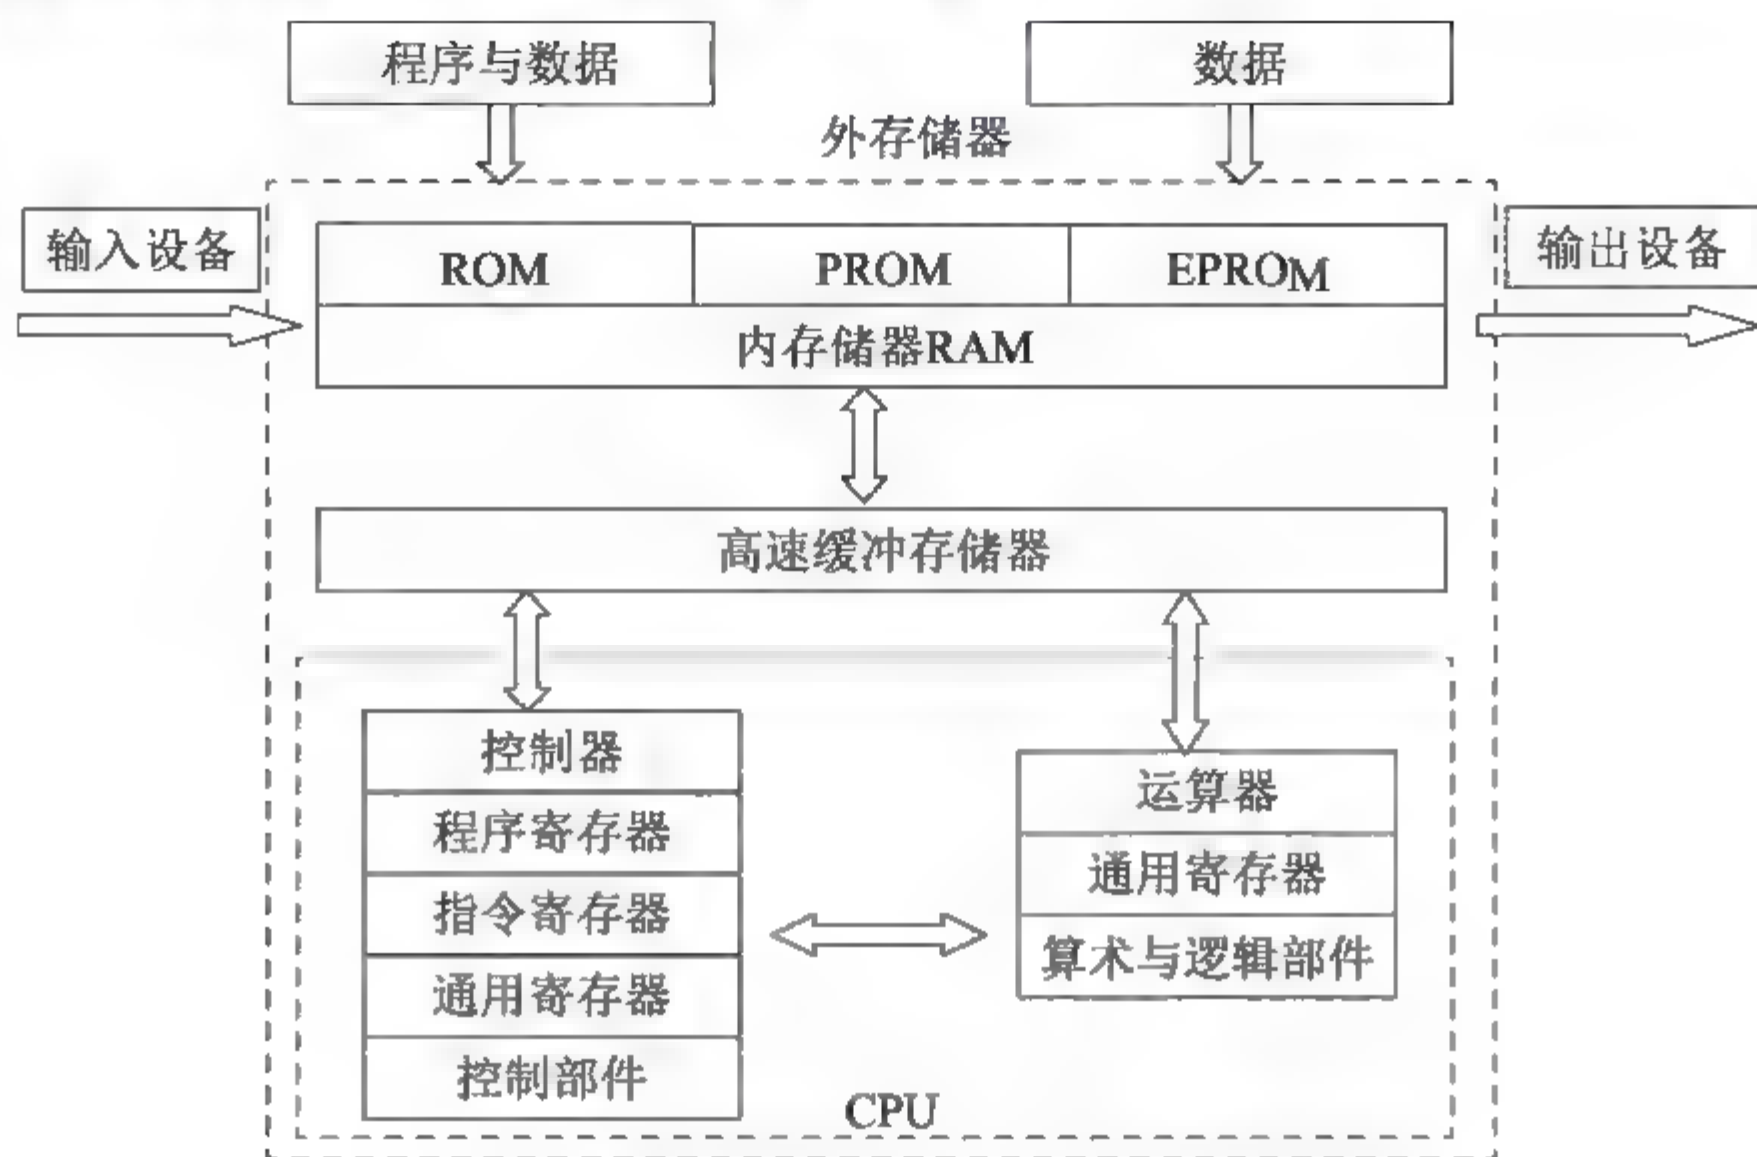 程序与数据
数据
外存储器
输入设备
输出设备
ROM
PROM
EPROM
内存储器RAM
高速缓冲存储器
控制器
程序寄存器
指令寄存器
通用寄存器
控制部件
运算器
通用寄存器
算术与逻辑部件
CPU